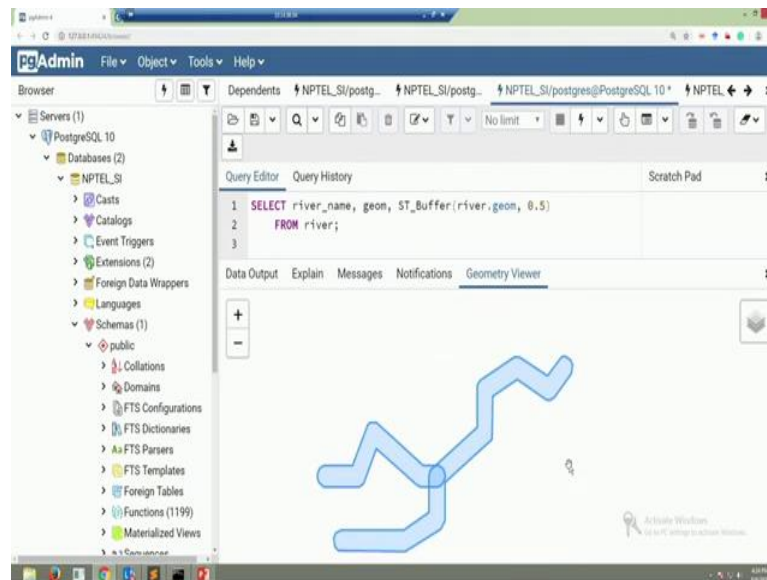 pgAdmin 4
PgAdmin File Object Tools Help
Browser
Dependents NPTEL_SI/postg... NPTEL_SI/postg... NPTEL_SI/postgres@PostgreSQL 10 * NPTEL
No limit
Query Editor Query History Scratch Pad
1 SELECT river_name, geom, ST_Buffer(river.geom, 0.5)
2 FROM river;
3
Data Output Explain Messages Notifications Geometry Viewer
+
−
Servers (1)
PostgreSQL 10
Databases (2)
NPTEL_SI
Casts
Catalogs
Event Triggers
Extensions (2)
Foreign Data Wrappers
Languages
Schemas (1)
public
Collations
Domains
FTS Configurations
FTS Dictionaries
FTS Parsers
FTS Templates
Foreign Tables
Functions (1199)
Materialized Views
Sequences
Activate Windows